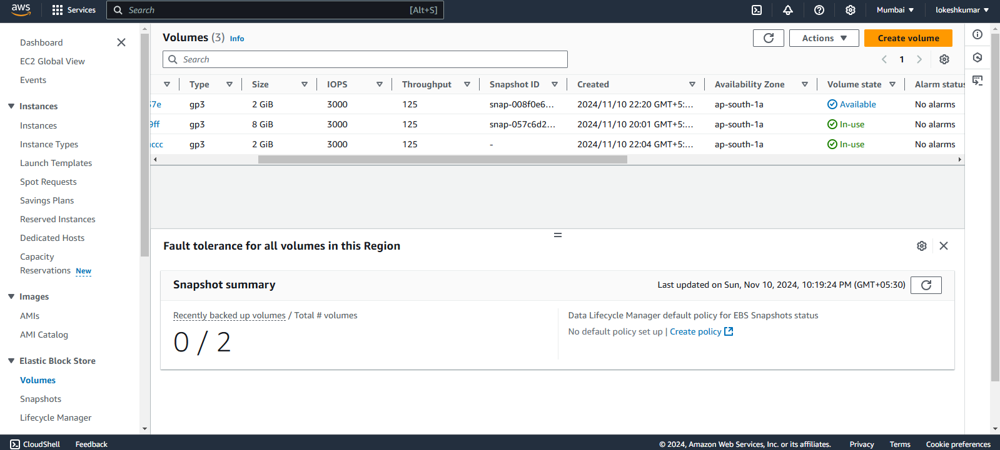 aws Services Search [Alt+S] Mumbai lokeshkumar
Dashboard
EC2 Global View
Events
Instances
Instances
Instance Types
Launch Templates
Spot Requests
Savings Plans
Reserved Instances
Dedicated Hosts
Capacity
Reservations New
Images
AMIs
AMI Catalog
Elastic Block Store
Volumes
Snapshots
Lifecycle Manager
Volumes (3) Info Actions Create volume
Search 1
Type Size IOPS Throughput Snapshot ID Created Availability Zone Volume state Alarm status
37e gp3 2 GiB 3000 125 snap-008f0e6... 2024/11/10 22:20 GMT+5:... ap-south-1a Available No alarms
9ff gp3 8 GiB 3000 125 snap-057c6d2... 2024/11/10 20:01 GMT+5:... ap-south-1a In-use No alarms
ccc gp3 2 GiB 3000 125 - 2024/11/10 22:04 GMT+5:... ap-south-1a In-use No alarms
Fault tolerance for all volumes in this Region
Snapshot summary Last updated on Sun, Nov 10, 2024, 10:19:24 PM (GMT+05:30)
Recently backed up volumes / Total # volumes
0 / 2
Data Lifecycle Manager default policy for EBS Snapshots status
No default policy set up | Create policy
CloudShell Feedback © 2024, Amazon Web Services, Inc. or its affiliates. Privacy Terms Cookie preferences